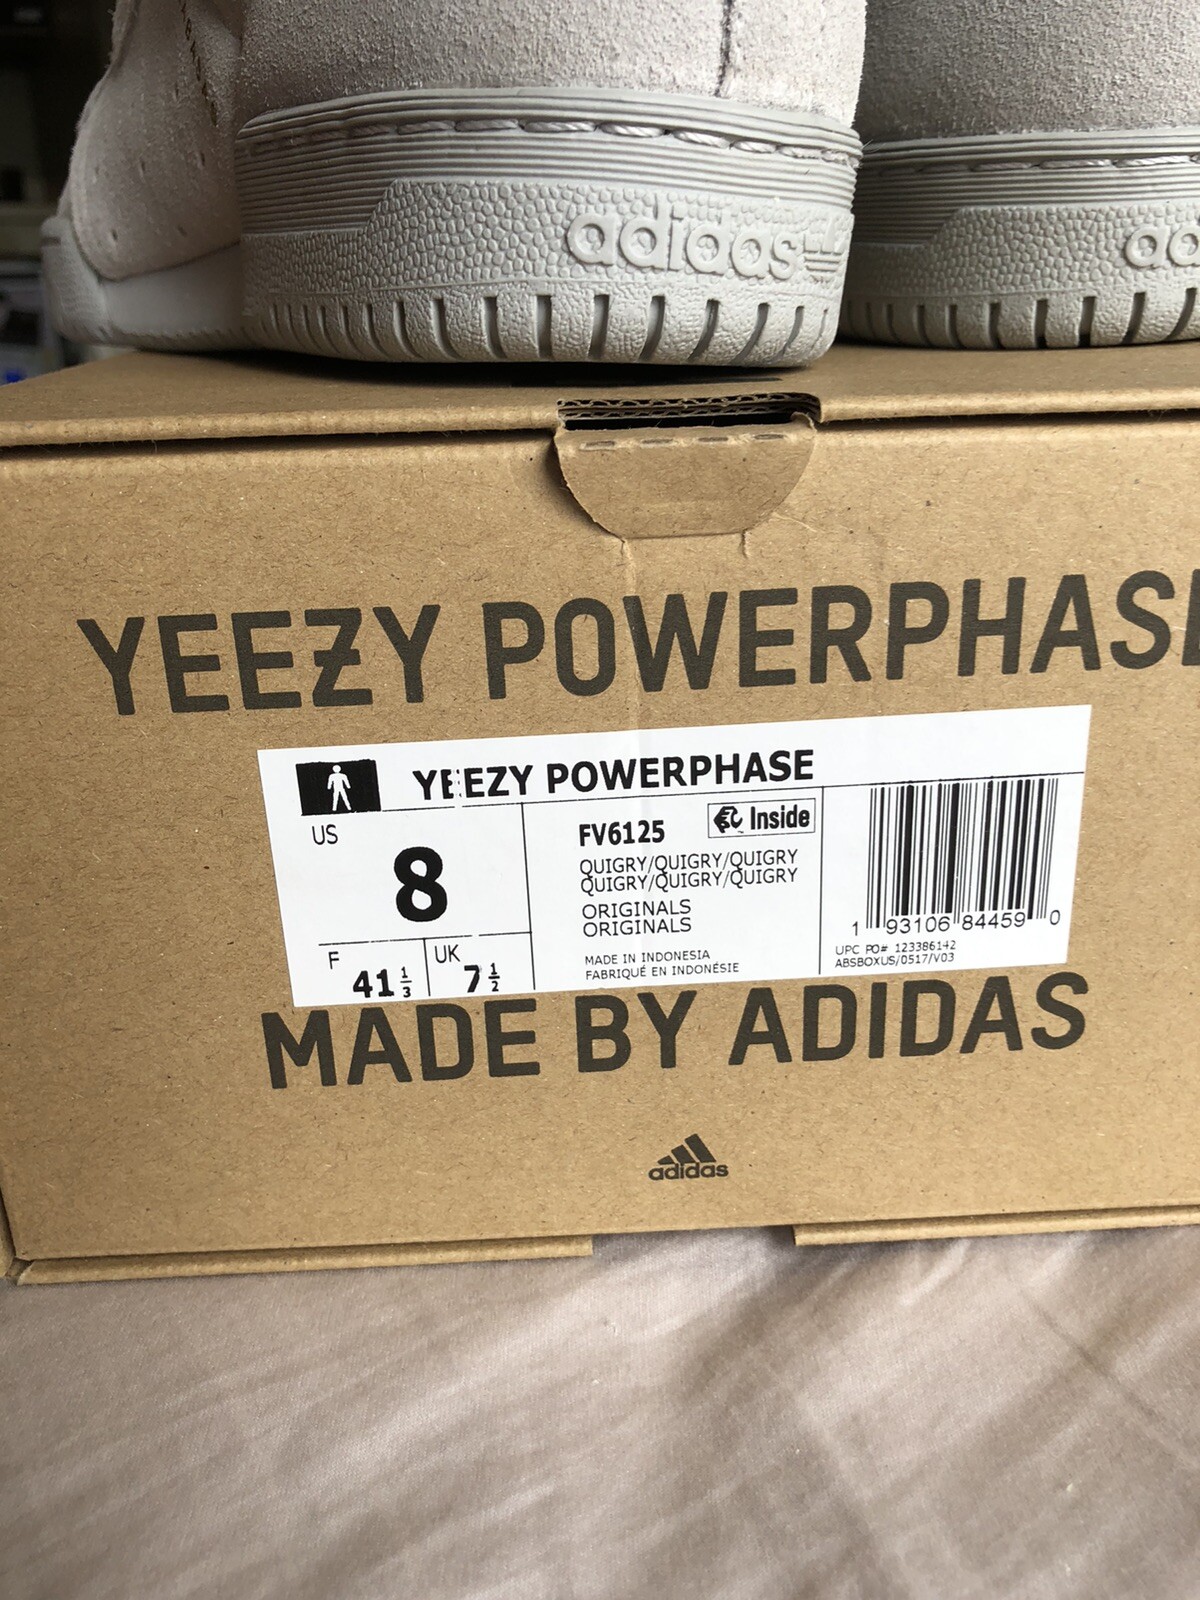 adidas
YEEZY POWERPHAS
YEEZY POWERPHASE
US
8
F
41 1/3
UK
7 1/2
FV6125
Inside
QUIGRY/QUIGRY/QUIGRY
QUIGRY/QUIGRY/QUIGRY
ORIGINALS
ORIGINALS
MADE IN INDONESIA
FABRIQUÉ EN INDONÉSIE
1 93106 84459 0
UPC PO# 123386142
ABSBOXUS/0517/V03
MADE BY ADIDAS
adidas